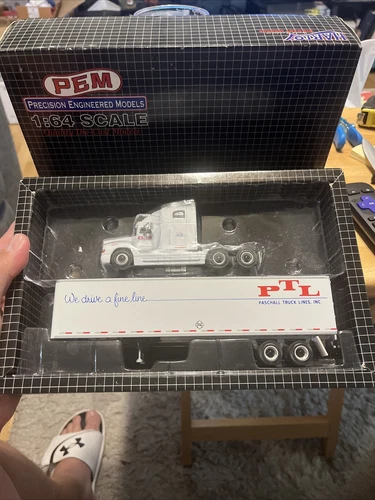 PEM
PRECISION ENGINEERED MODELS
1:64 SCALE
We drive a fine line
PTL
PASCHALL TRUCK LINES, INC